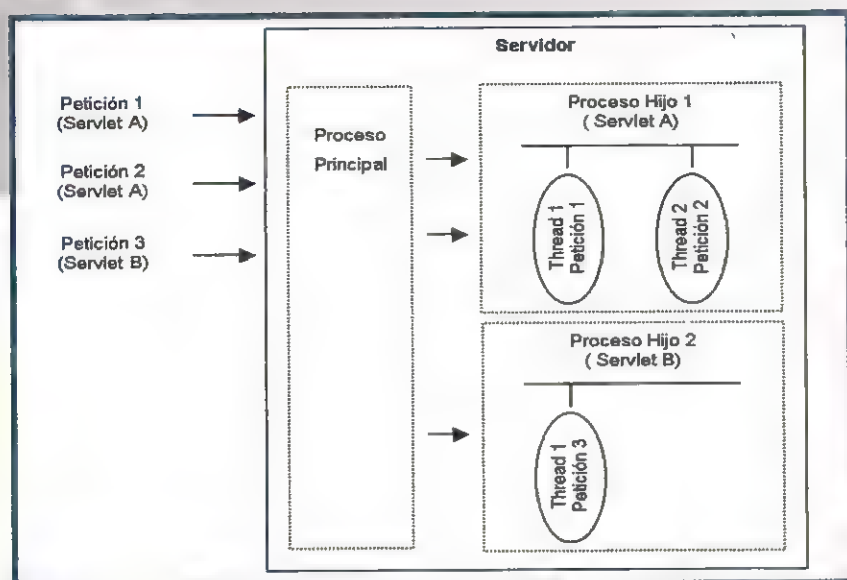 Servidor
Petición 1
(Servlet A)
Petición 2
(Servlet A)
Petición 3
(Servlet B)
Proceso
Principal
Proceso Hijo 1
( Servlet A)
Thread 1
Petición 1
Thread 2
Petición 2
Proceso Hijo 2
( Servlet B)
Thread 1
Petición 3